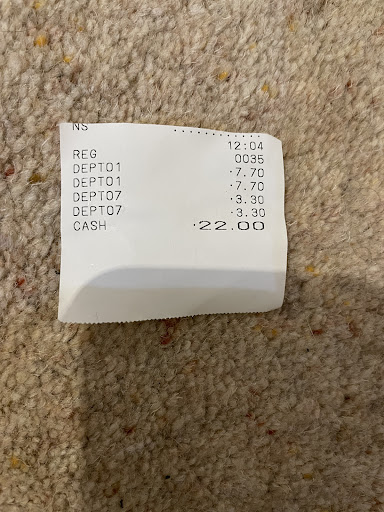 NS
12:04
REG 0035
DEPT01 ·7.70
DEPT01 ·7.70
DEPT07 ·3.30
DEPT07 ·3.30
CASH ·22.00